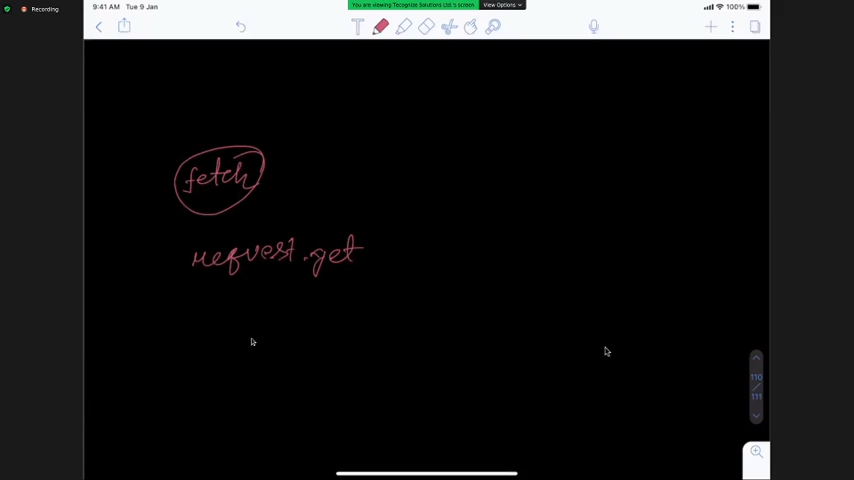 Recording
9:41 AM Tue 9 Jan
You are viewing Tecognize Solutions Ltd.'s screen
View Options
100%
T
fetch
request.get
110
111